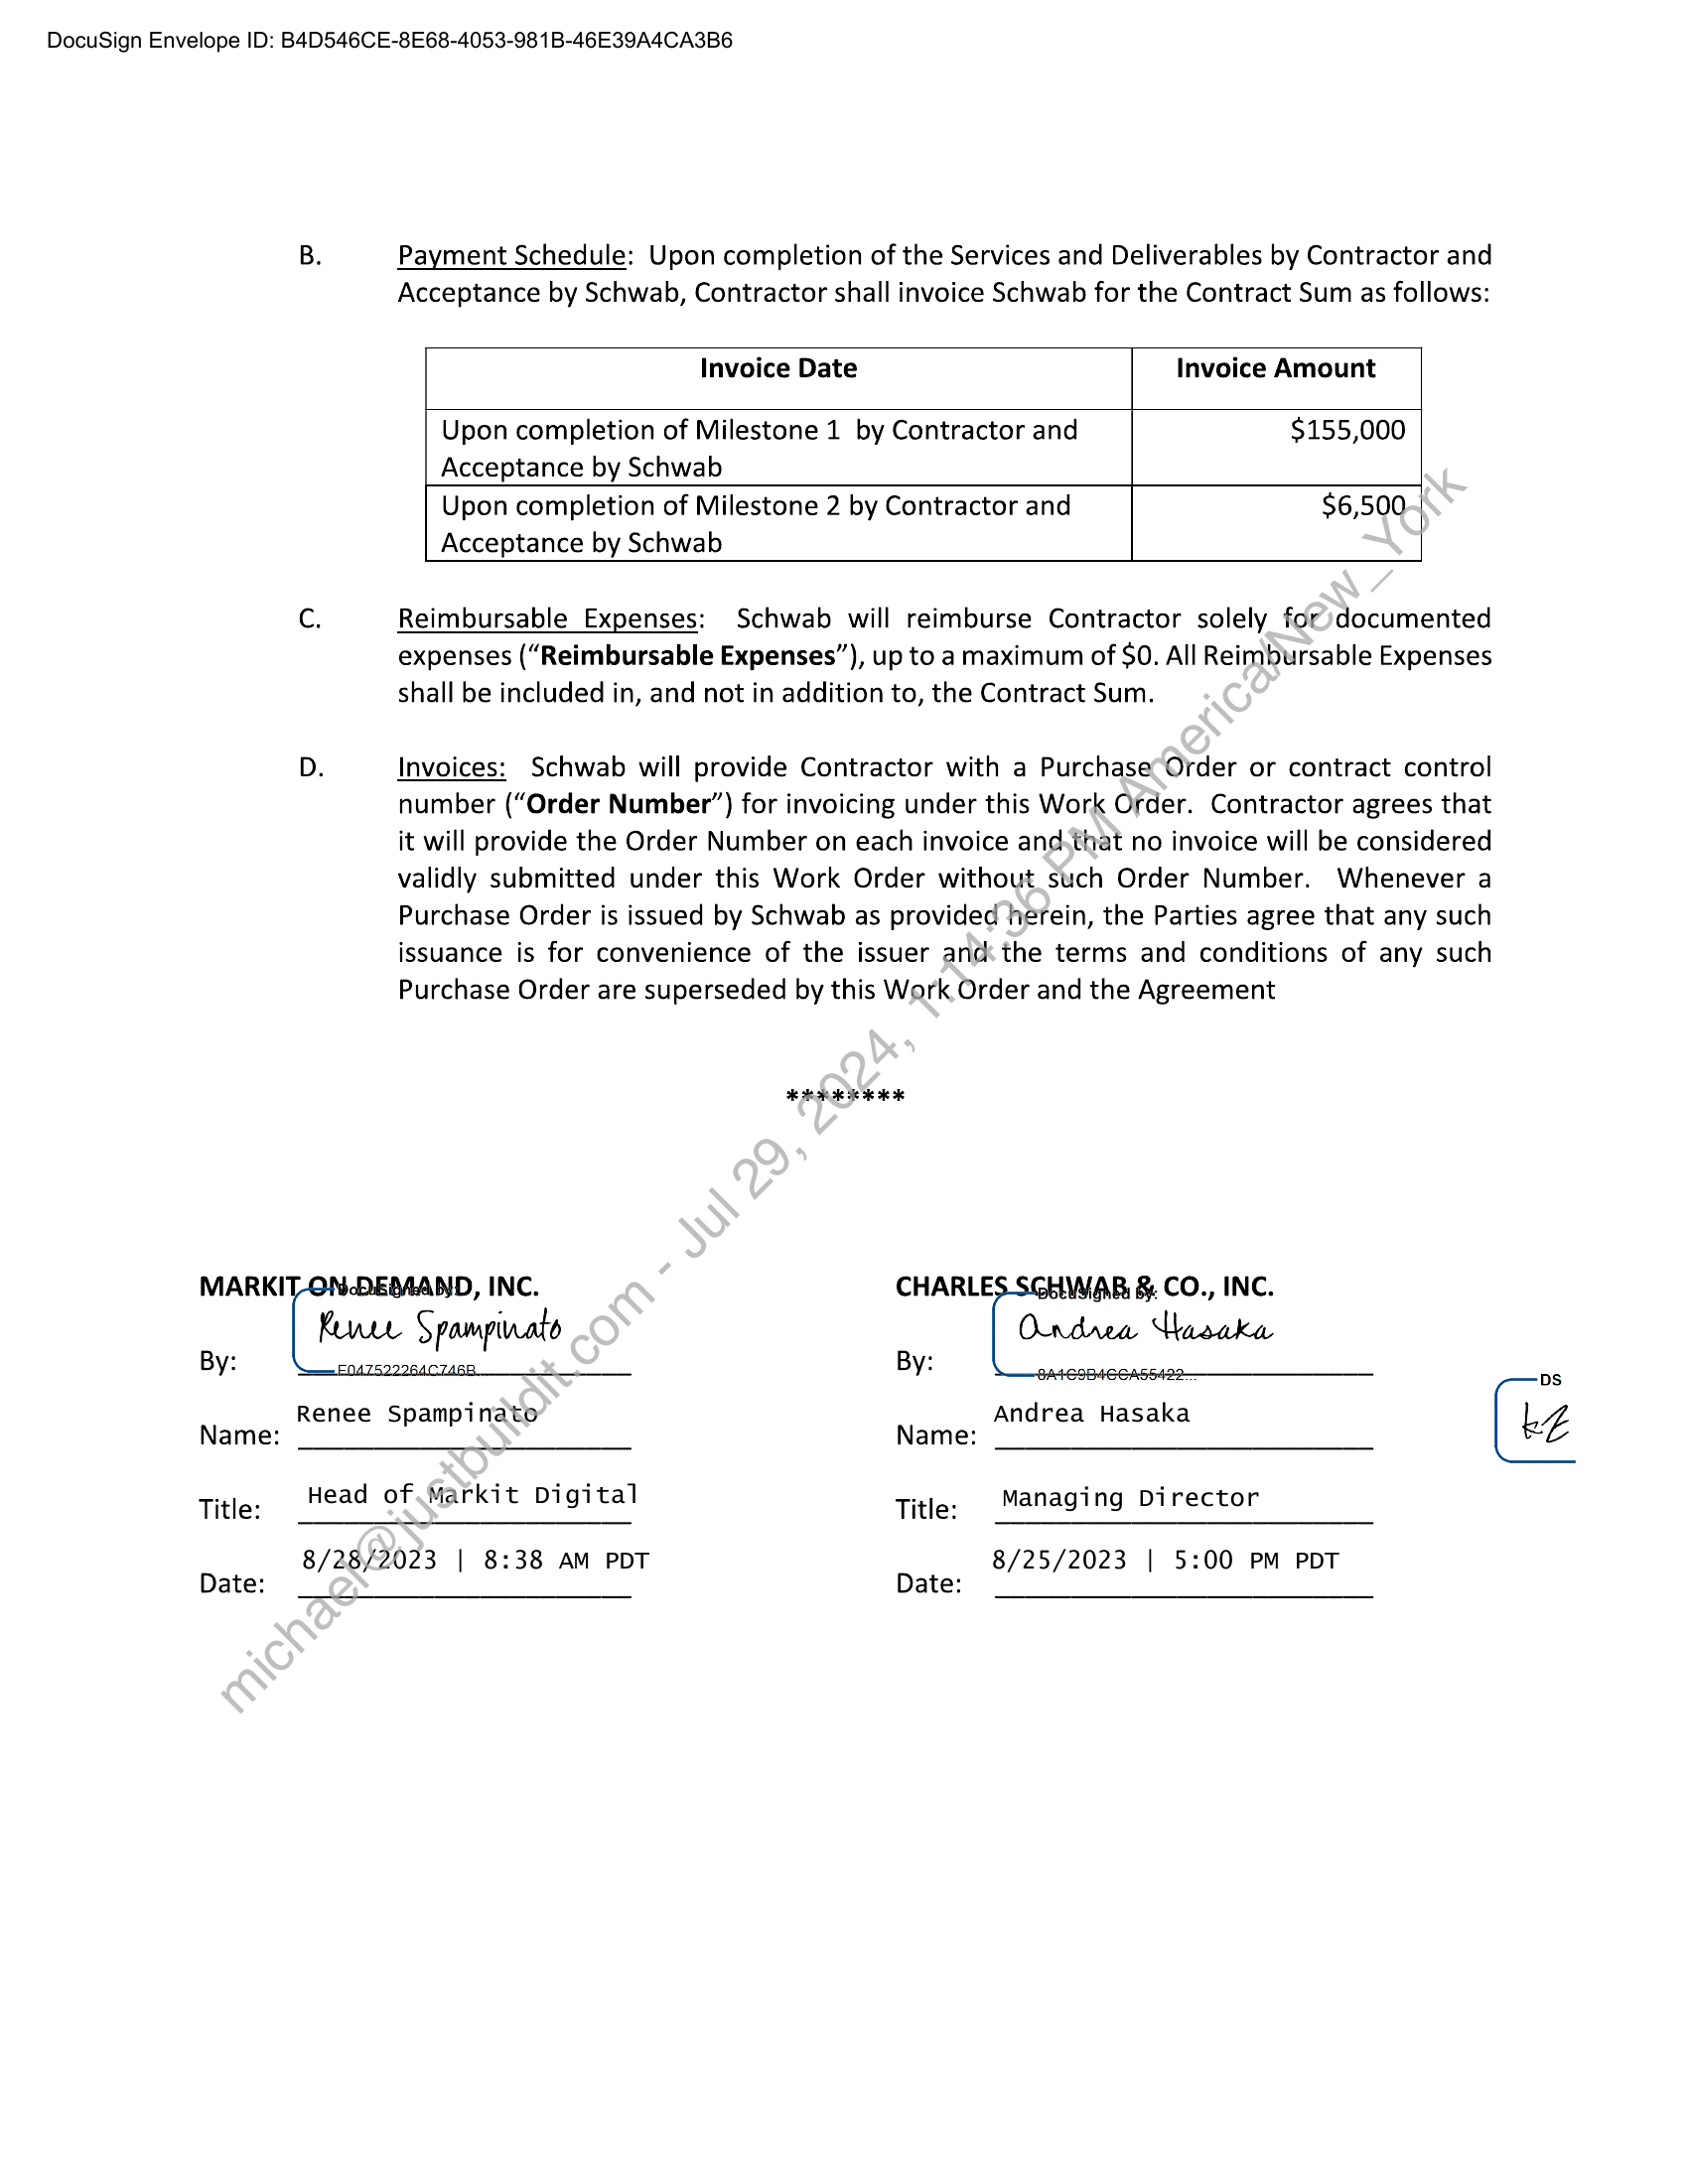 DocuSign Envelope ID: B4D546CE-8E68-4053-981B-46E39A4CA3B6
B. Payment Schedule: Upon completion of the Services and Deliverables by Contractor and
Acceptance by Schwab, Contractor shall invoice Schwab for the Contract Sum as follows:
Invoice Date Invoice Amount
Upon completion of Milestone 1 by Contractor and $155,000
Acceptance by Schwab
Upon completion of Milestone 2 by Contractor and $6,500
Acceptance by Schwab
C. Reimbursable Expenses: Schwab will reimburse Contractor solely for documented
expenses (“Reimbursable Expenses”), up to a maximum of $0. All Reimbursable Expenses
shall be included in, and not in addition to, the Contract Sum.
D. Invoices: Schwab will provide Contractor with a Purchase Order or contract control
number (“Order Number”) for invoicing under this Work Order. Contractor agrees that
it will provide the Order Number on each invoice and that no invoice will be considered
validly submitted under this Work Order without such Order Number. Whenever a
Purchase Order is issued by Schwab as provided herein, the Parties agree that any such
issuance is for convenience of the issuer and the terms and conditions of any such
Purchase Order are superseded by this Work Order and the Agreement
********
MARKIT ON DEMAND, INC. CHARLES SCHWAB & CO., INC.
DocuSigned by: DocuSigned by:
Renee Spampinato Andrea Hasaka
By: By:
E047522264C746B... 8A1C9B4CCA55422...
DS
Renee Spampinato Andrea Hasaka
Name: Name:
kz
Head of Markit Digital Managing Director
Title: Title:
8/28/2023 | 8:38 AM PDT 8/25/2023 | 5:00 PM PDT
Date: Date:
michael@justbuildit.com - Jul 29, 2024, 1:14:36 PM America/New_York